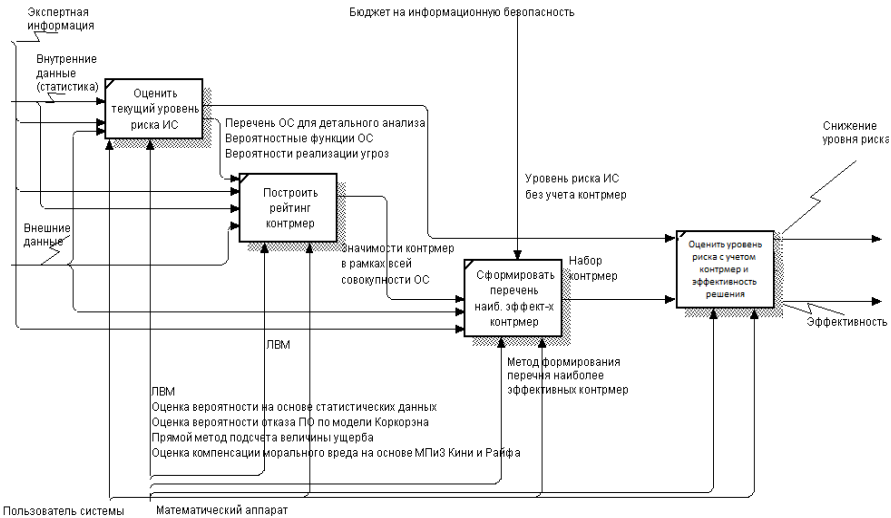 Экспертная
информация
Бюджет на информационную безопасность
Внутренние
данные
(статистика)
Оценить
текущий уровень
риска ИС
Перечень ОС для детального анализа
Вероятностные функции ОС
Вероятности реализации угроз
Снижение
уровня риска
Построить
рейтинг
контрмер
Уровень риска ИС
без учета контрмер
Внешние
данные
Значимости контрмер
в рамках всей
совокупности ОС
Сформировать
перечень
наиб. эффект-х
контрмер
Набор
контрмер
Оценить уровень
риска с учетом
контрмер и
эффективность
решения
Эффективность
ЛВМ
Метод формирования
перечня наиболее
эффективных контрмер
ЛВМ
Оценка вероятности на основе статистических данных
Оценка вероятности отказа ПО по модели Коркорэна
Прямой метод подсчета величины ущерба
Оценка компенсации морального вреда на основе МПиЗ Кини и Райфа
Пользователь системы
Математический аппарат